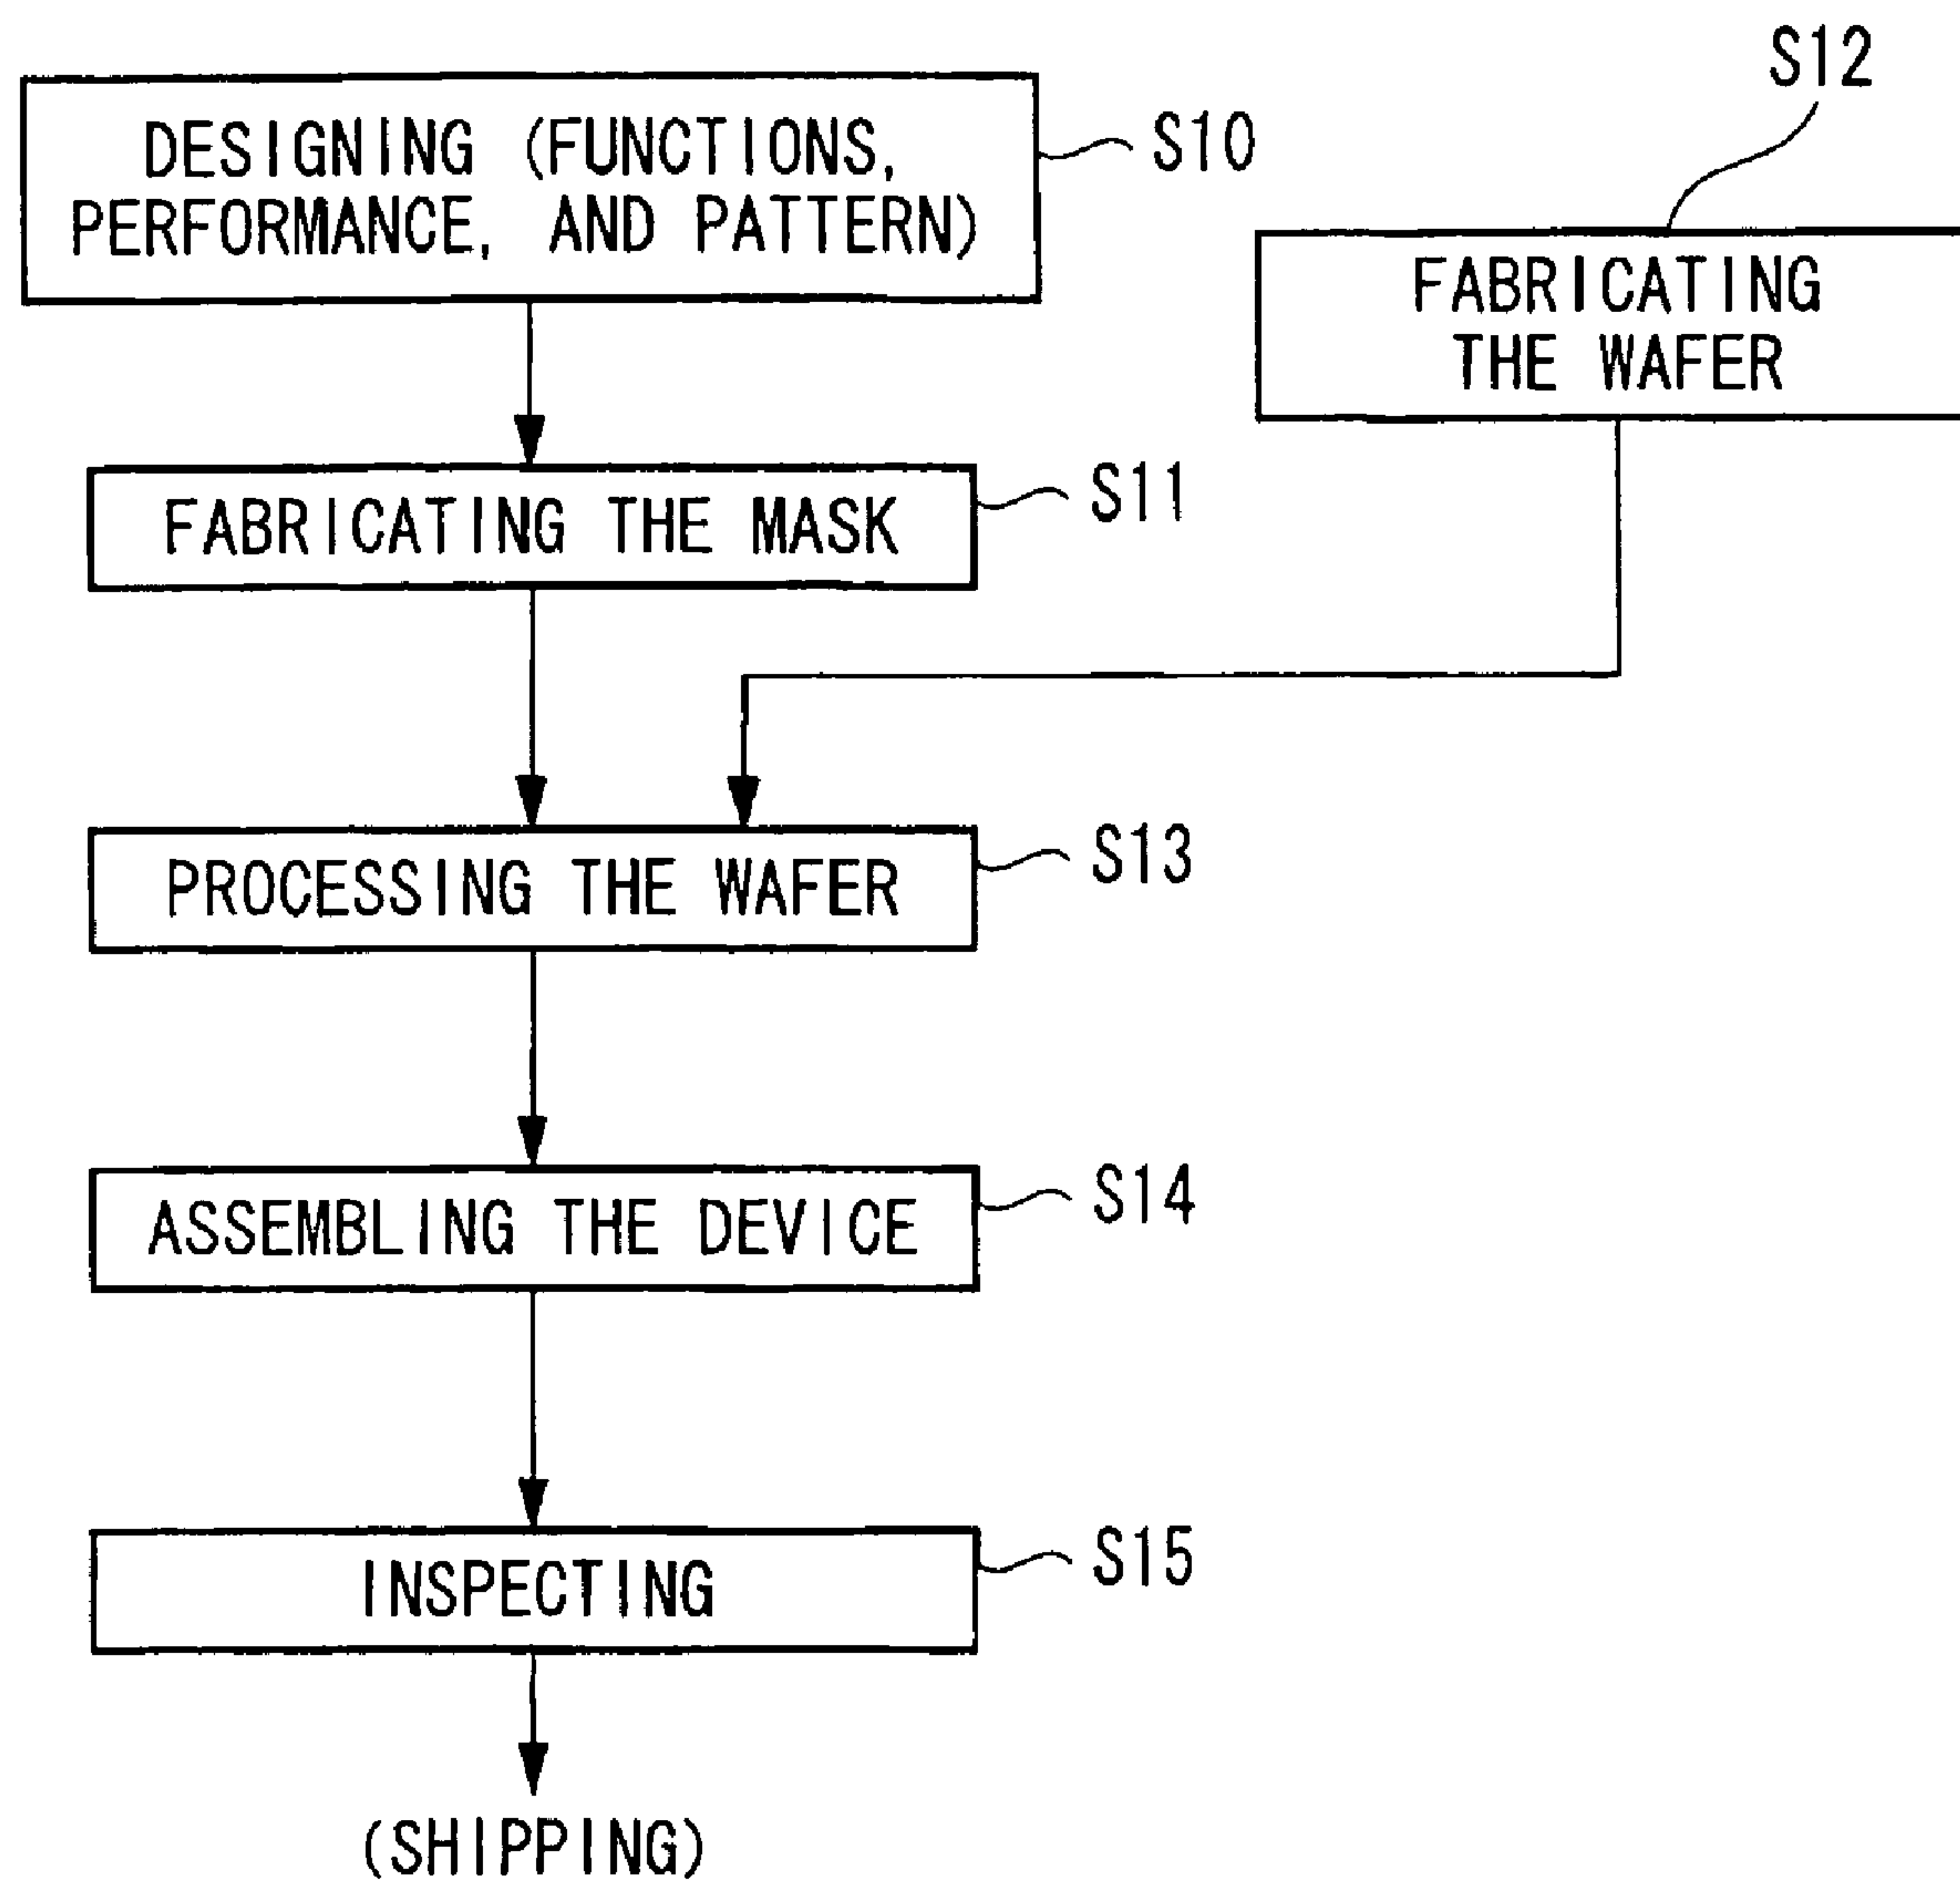 DESIGNING (FUNCTIONS,
PERFORMANCE, AND PATTERN)
S10
S12
FABRICATING
THE WAFER
FABRICATING THE MASK
S11
PROCESSING THE WAFER
S13
ASSEMBLING THE DEVICE
S14
INSPECTING
S15
(SHIPPING)